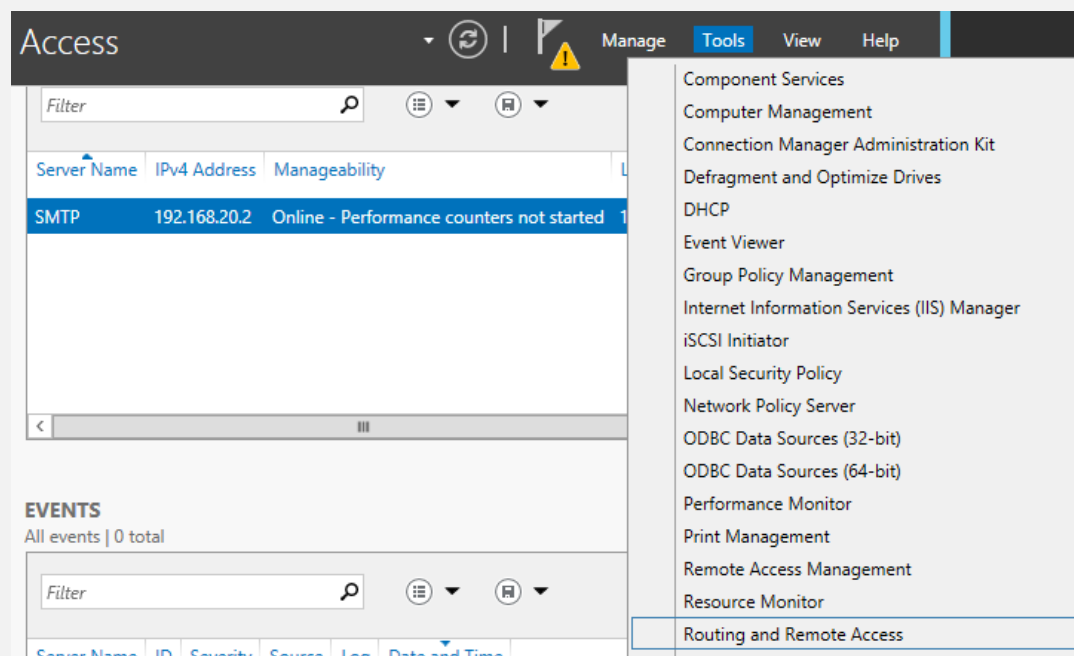 Access
Manage Tools View Help
Filter
Server Name IPv4 Address Manageability L
SMTP 192.168.20.2 Online - Performance counters not started 1
EVENTS
All events | 0 total
Filter
Server Name ID Severity Source Log Date and Time
Component Services
Computer Management
Connection Manager Administration Kit
Defragment and Optimize Drives
DHCP
Event Viewer
Group Policy Management
Internet Information Services (IIS) Manager
iSCSI Initiator
Local Security Policy
Network Policy Server
ODBC Data Sources (32-bit)
ODBC Data Sources (64-bit)
Performance Monitor
Print Management
Remote Access Management
Resource Monitor
Routing and Remote Access